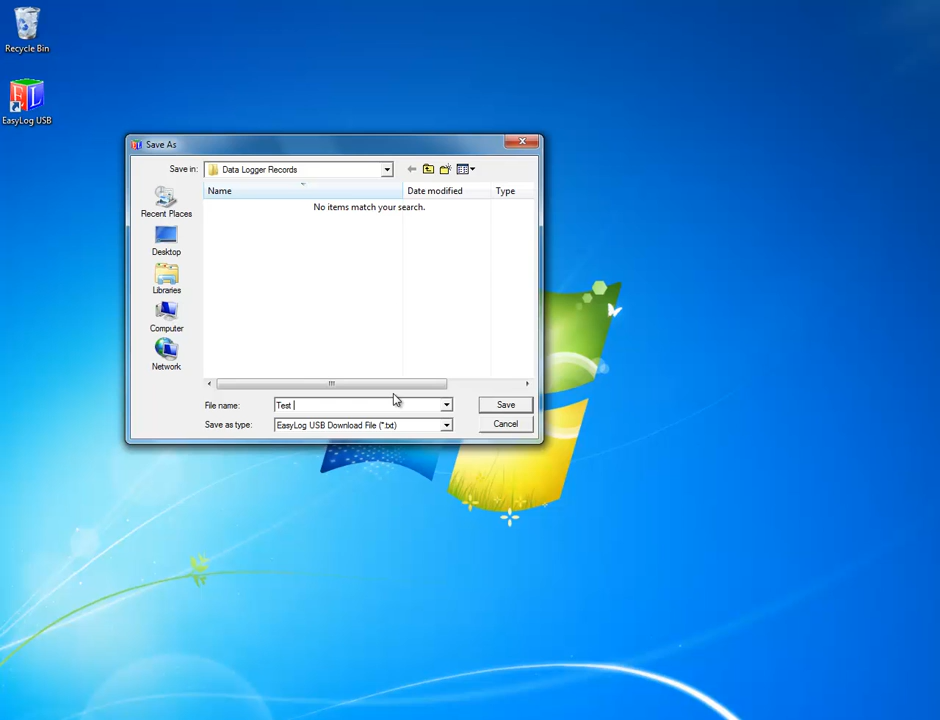 Recycle Bin
EasyLog USB
Save As
Save in: Data Logger Records
Name Date modified Type
No items match your search.
Recent Places
Desktop
Libraries
Computer
Network
File name: Test Save
Save as type: EasyLog USB Download File (*.txt) Cancel